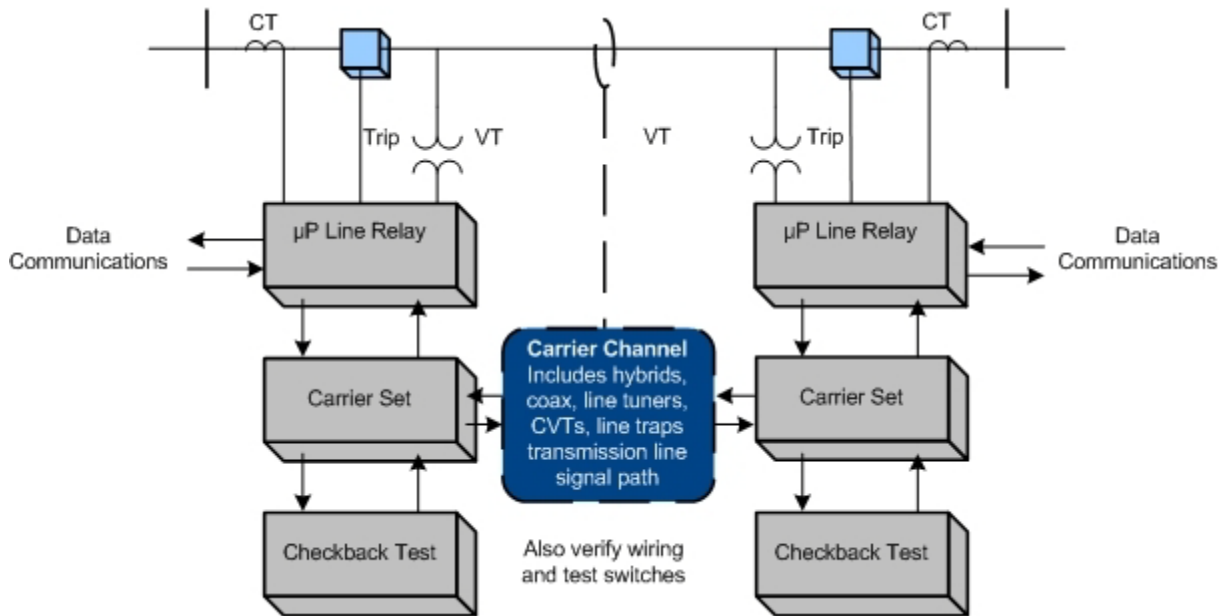 CT
CT
Trip
VT
VT
Trip
µP Line Relay
µP Line Relay
Data
Communications
Data
Communications
Carrier Channel
Includes hybrids,
coax, line tuners,
CVTs, line traps
transmission line
signal path
Carrier Set
Carrier Set
Checkback Test
Also verify wiring
and test switches
Checkback Test